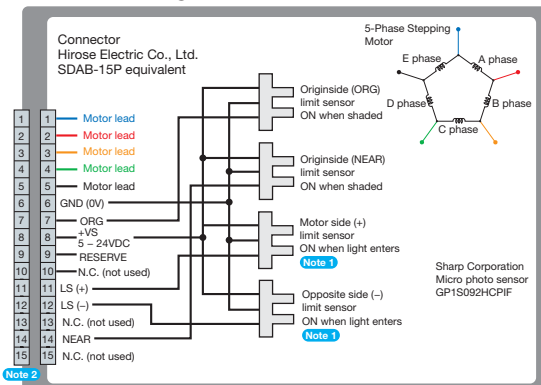 Connector
Hirose Electric Co., Ltd.
SDAB-15P equivalent
5-Phase Stepping
Motor
E phase
A phase
D phase
B phase
C phase
1 1 Motor lead
2 2 Motor lead
3 3 Motor lead
4 4 Motor lead
5 5 Motor lead
6 6 GND (0V)
7 7 ORG
8 8 +VS
5 – 24VDC
9 9 RESERVE
10 10 N.C. (not used)
11 11 LS (+)
12 12 LS (–)
13 13 N.C. (not used)
14 14 NEAR
15 15 N.C. (not used)
Note 2
Originside (ORG)
limit sensor
ON when shaded
Originside (NEAR)
limit sensor
ON when shaded
Motor side (+)
limit sensor
ON when light enters
Note 1
Opposite side (–)
limit sensor
ON when light enters
Note 1
Sharp Corporation
Micro photo sensor
GP1S092HCPIF